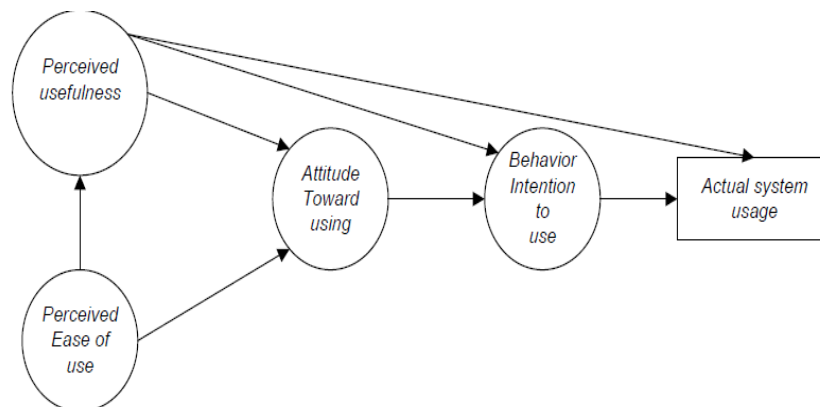 Perceived
usefulness
Attitude
Toward
using
Behavior
Intention
to
use
Actual system
usage
Perceived
Ease of
use